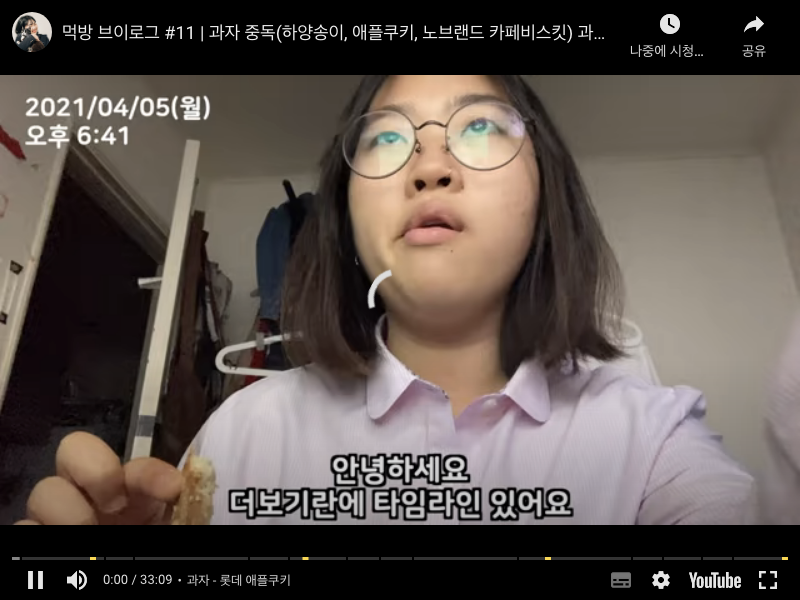 먹방 브이로그 #11 | 과자 중독(하얀송이, 애플쿠키, 노브랜드 카페비스킷) 과...
나중에 시청...
공유
2021/04/05(월)
오후 6:41
안녕하세요
더보기란에 타임라인 있어요
0:00 / 33:09 • 과자 - 롯데 애플쿠키
YouTube